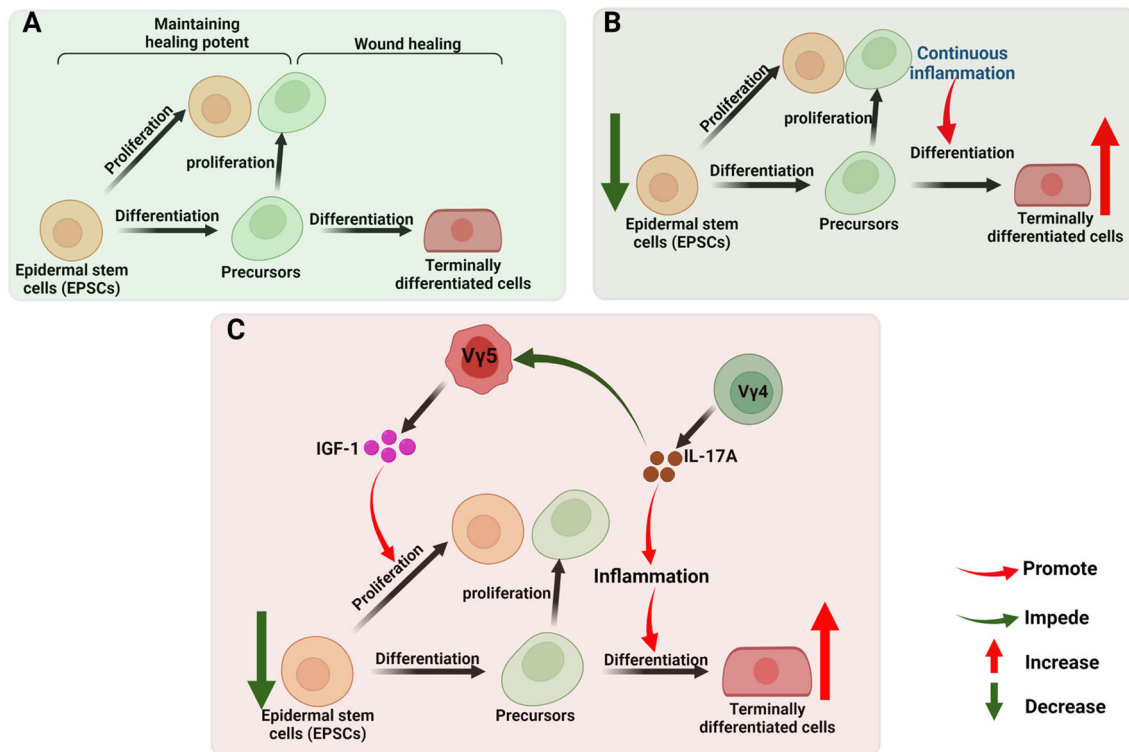 A
Maintaining
healing potent
Wound healing
Proliferation
proliferation
Differentiation
Differentiation
Epidermal stem
cells (EPSCs)
Precursors
Terminally
differentiated cells
B
Continuous
inflammation
Proliferation
proliferation
Differentiation
Differentiation
Epidermal stem
cells (EPSCs)
Precursors
Terminally
differentiated cells
C
Vγ5
Vγ4
IGF-1
IL-17A
Proliferation
proliferation
Inflammation
Differentiation
Differentiation
Epidermal stem
cells (EPSCs)
Precursors
Terminally
differentiated cells
Promote
Impede
Increase
Decrease